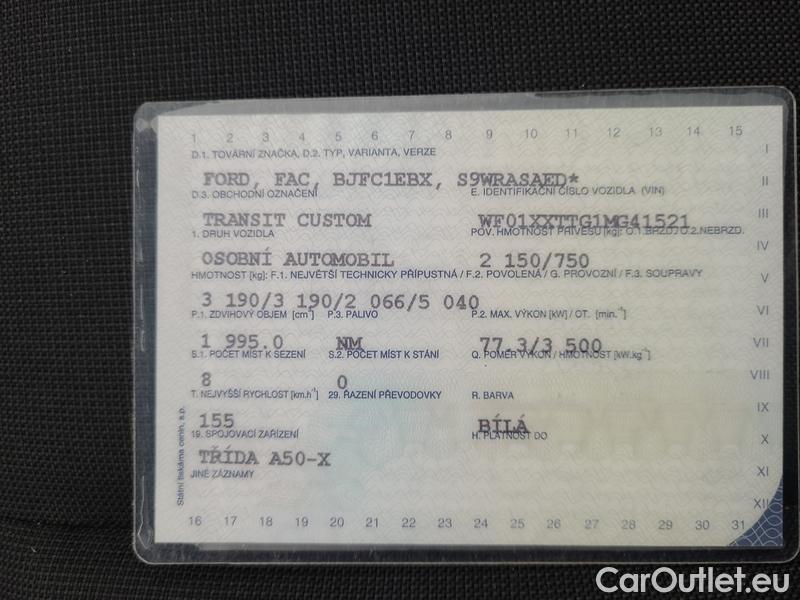 1 2 3 4 5 6 7 8 9 10 11 12 13 14 15
D.1. TOVÁRNÍ ZNAČKA, D.2. TYP, VARIANTA, VERZE I
FORD, FAC, BJFC1EBX, S9WRASAED* II
D.3. OBCHODNÍ OZNAČENÍ E. IDENTIFIKAČNÍ ČÍSLO VOZIDLA (VIN)
TRANSIT CUSTOM WF01XXTTG1MG41521 III
1. DRUH VOZIDLA POV. HMOTNOST PŘÍVĚSU [kg]: O.1. BRZD./O.2. NEBRZD.
OSOBNÍ AUTOMOBIL 2 150/750 IV
HMOTNOST [kg]: F.1. NEJVĚTŠÍ TECHNICKY PŘÍPUSTNÁ / F.2. POVOLENÁ / G. PROVOZNÍ / F.3. SOUPRAVY V
3 190/3 190/2 066/5 040
P.1. ZDVIHOVÝ OBJEM [cm³] P.3. PALIVO P.2. MAX. VÝKON [kW] / OT. [min.⁻¹] VI
1 995.0 NM 77.3/3 500 VII
S.1. POČET MÍST K SEZENÍ S.2. POČET MÍST K STÁNÍ Q. POMĚR VÝKON / HMOTNOST [kW.kg⁻¹]
8 0 VIII
T. NEJVYŠŠÍ RYCHLOST [km.h⁻¹] 29. ŘAZENÍ PŘEVODOVKY R. BARVA
155 BÍLÁ IX
19. SPOJOVACÍ ZAŘÍZENÍ H. PLATNOST DO X
TŘÍDA A50-X
JINÉ ZÁZNAMY XI
XII
16 17 18 19 20 21 22 23 24 25 26 27 28 29 30 31
Státní tiskárna cenin, s.p.
CarOutlet.eu